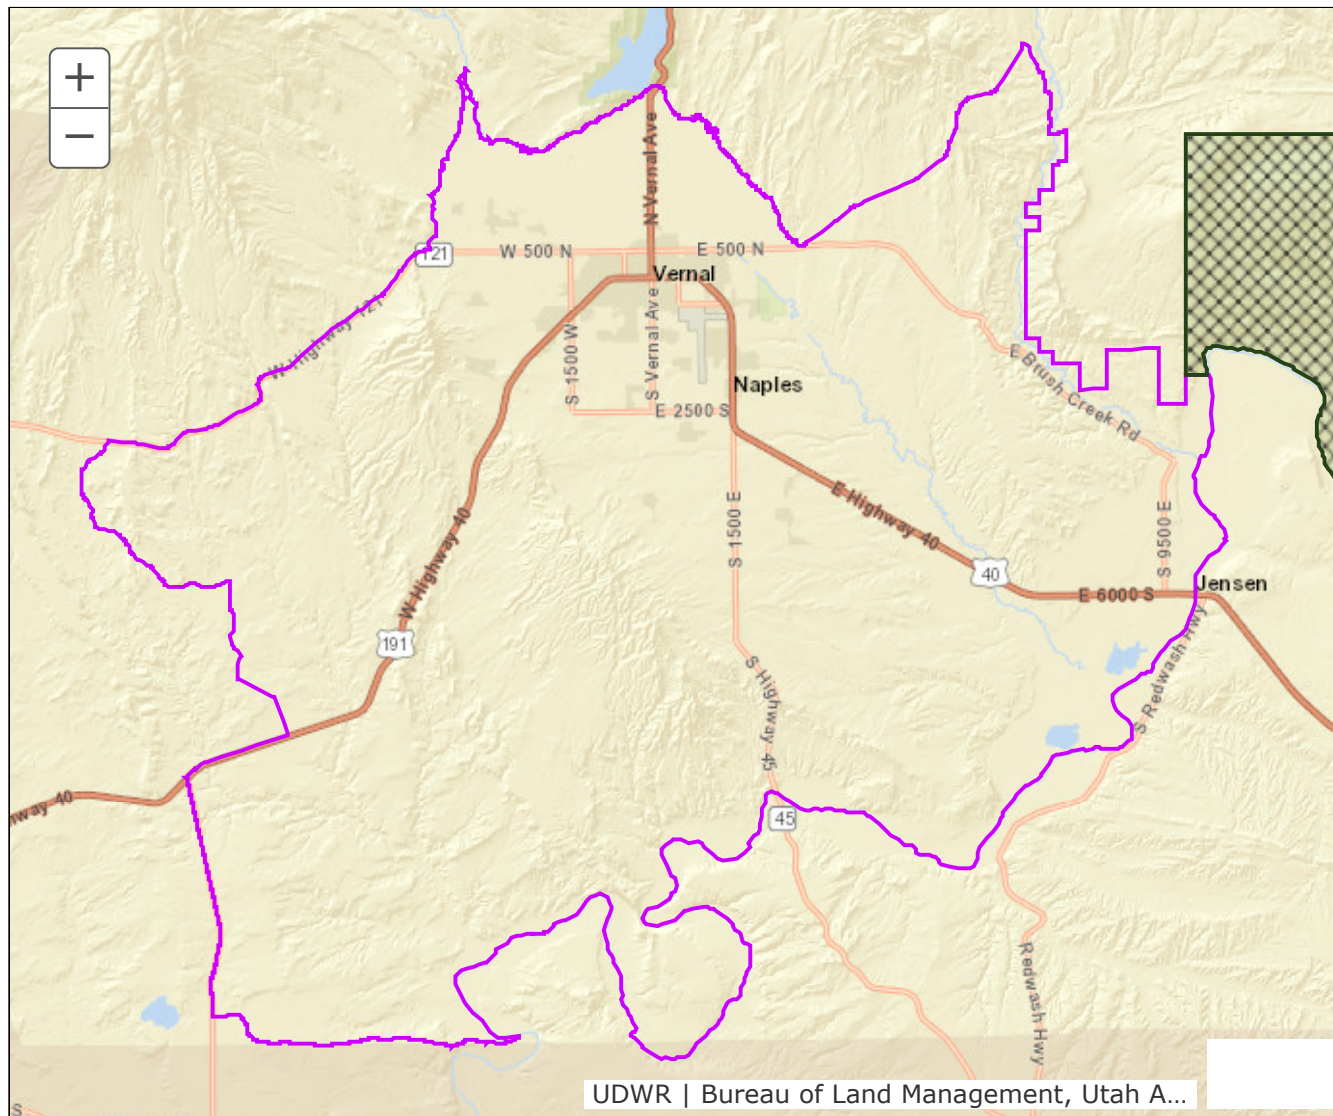 +
−
N Vernal Ave
121
W 500 N
E 500 N
Vernal
W Highway 121
S 1500 W
S Vernal Ave
E Brush Creek Rd
Naples
E 2500 S
E Highway 40
S 1500 E
S 9500 E
W Highway 40
40
Jensen
E 6000 S
191
S Redwash Hwy
S Highway 45
hway 40
45
Redwash Hwy
UDWR | Bureau of Land Management, Utah A...
S